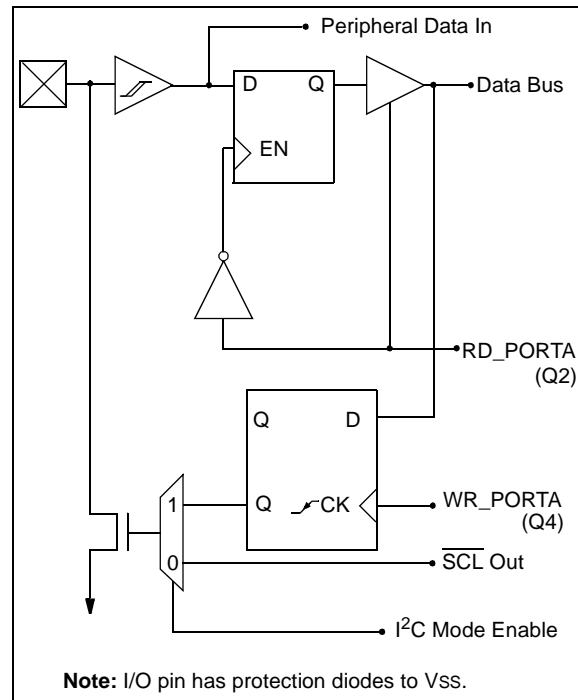 Peripheral Data In
D Q
Data Bus
EN
RD_PORTA
(Q2)
Q D
1
Q
CK
WR_PORTA
(Q4)
0
S̅C̅L̅ Out
I²C Mode Enable
Note: I/O pin has protection diodes to VSS.